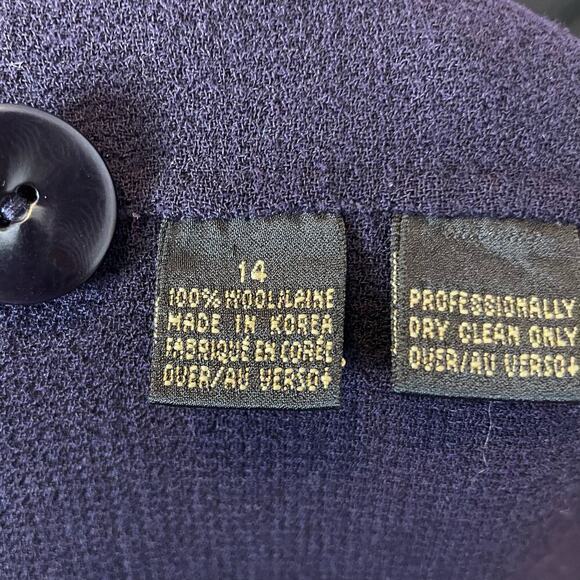 14
100% WOOL/LAINE
MADE IN KOREA
FABRIQUÉ EN CORÉE
OVER/AU VERSO↓
PROFESSIONALLY
DRY CLEAN ONLY
OVER/AU VERSO↓